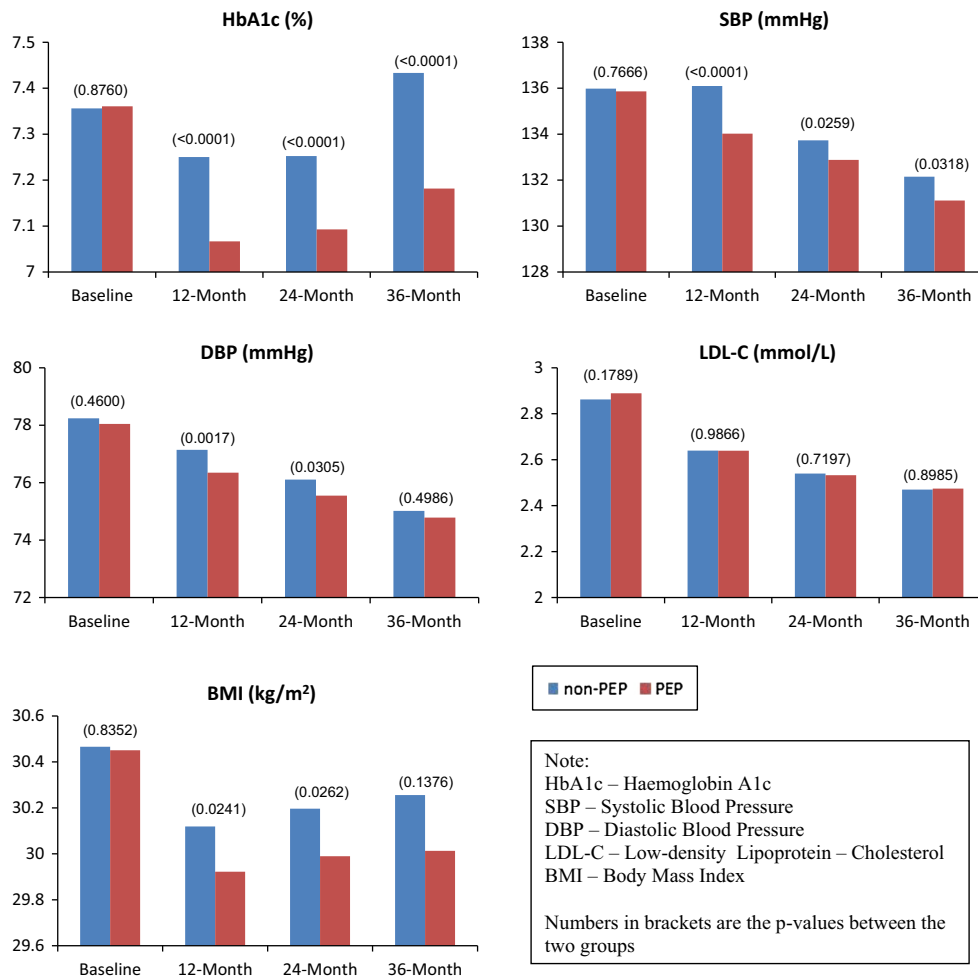 HbA1c (%)
7.5
7.4
7.3
7.2
7.1
7
(0.8760)
(<0.0001)
(<0.0001)
(<0.0001)
Baseline 12-Month 24-Month 36-Month
SBP (mmHg)
138
136
134
132
130
128
(0.7666)
(<0.0001)
(0.0259)
(0.0318)
Baseline 12-Month 24-Month 36-Month
DBP (mmHg)
80
78
76
74
72
(0.4600)
(0.0017)
(0.0305)
(0.4986)
Baseline 12-Month 24-Month 36-Month
LDL-C (mmol/L)
3
2.8
2.6
2.4
2.2
2
(0.1789)
(0.9866)
(0.7197)
(0.8985)
Baseline 12-Month 24-Month 36-Month
BMI (kg/m²)
30.6
30.4
30.2
30
29.8
29.6
(0.8352)
(0.0241)
(0.0262)
(0.1376)
Baseline 12-Month 24-Month 36-Month
non-PEP PEP
Note:
HbA1c – Haemoglobin A1c
SBP – Systolic Blood Pressure
DBP – Diastolic Blood Pressure
LDL-C – Low-density Lipoprotein – Cholesterol
BMI – Body Mass Index
Numbers in brackets are the p-values between the
two groups